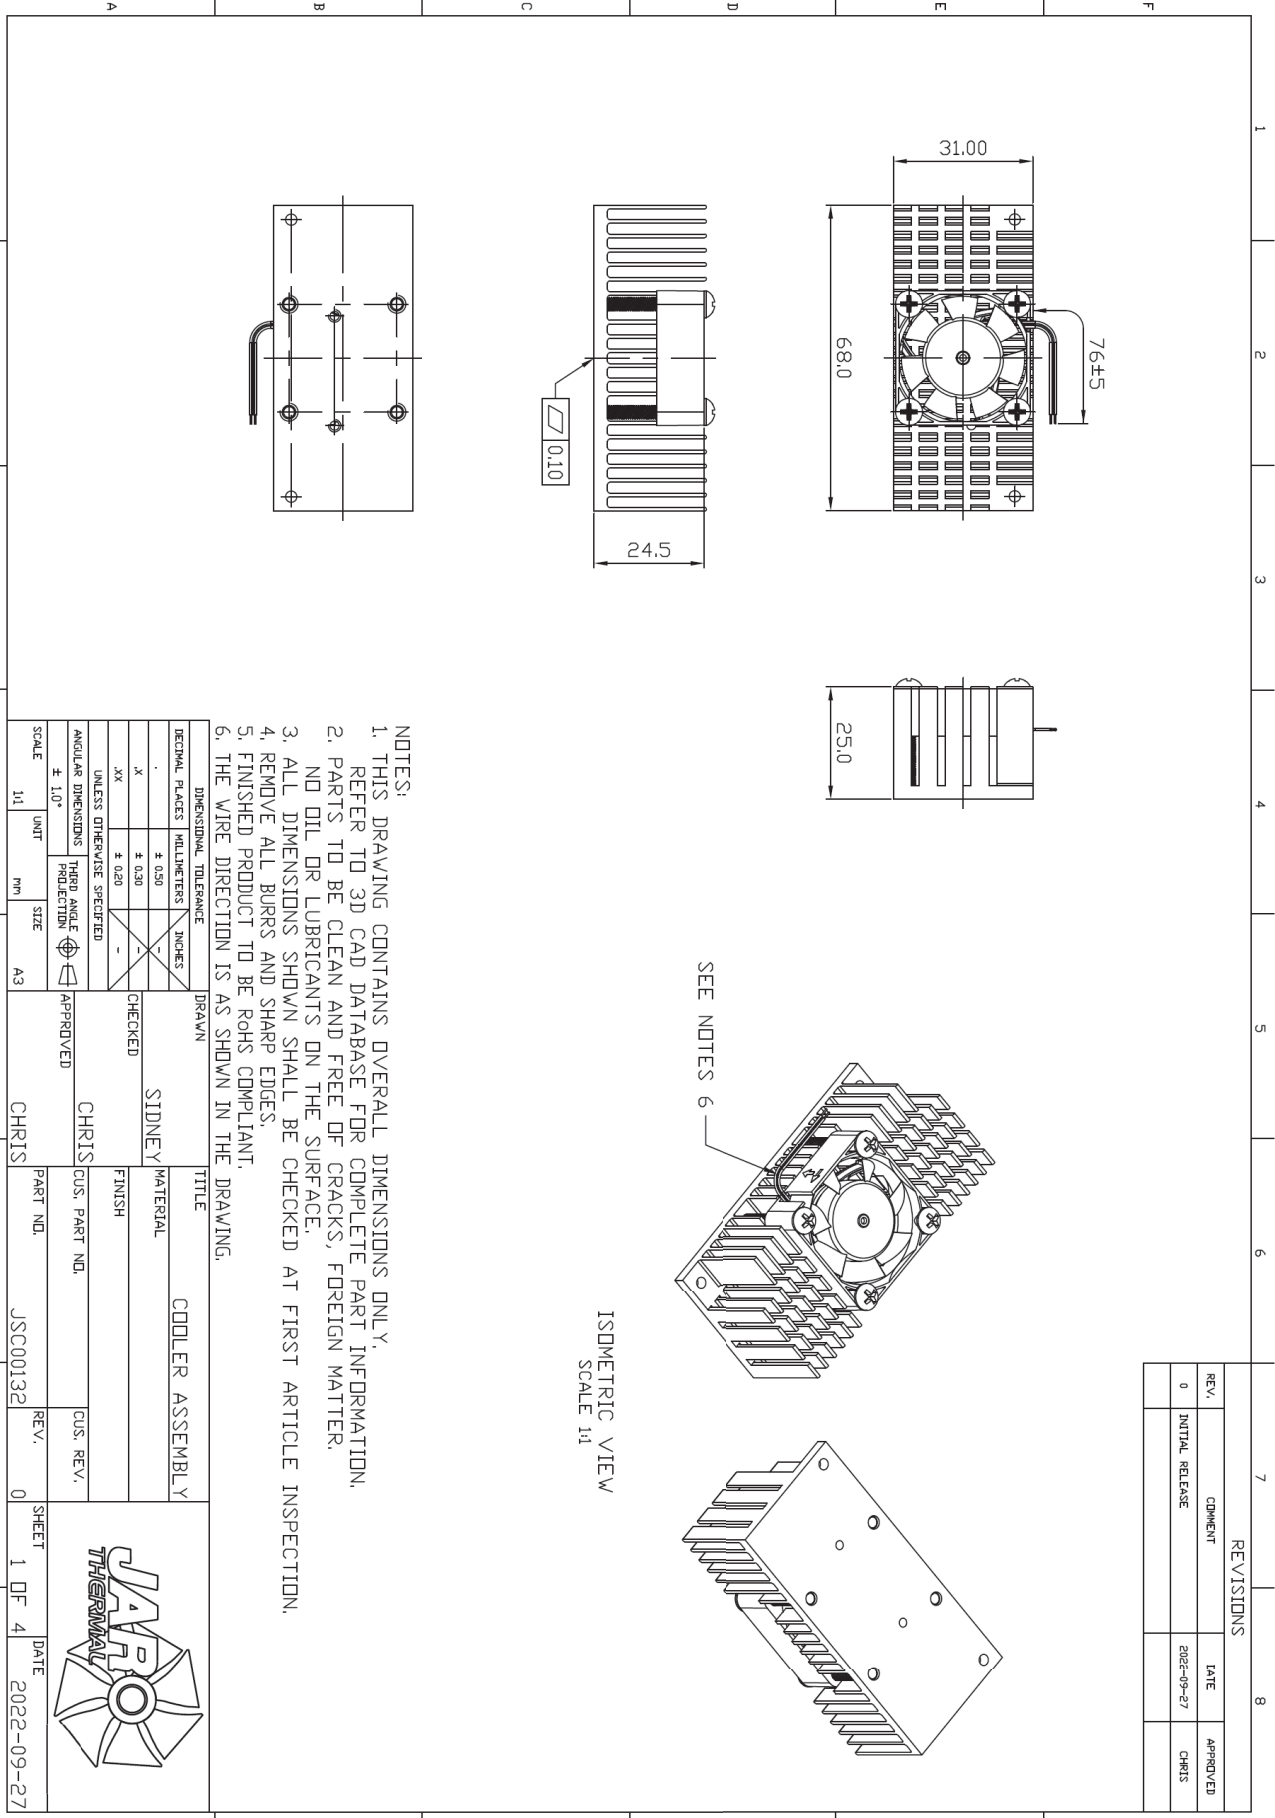 1
2
3
4
5
6
7
8
F
E
D
C
B
A
REVISIONS
REV. COMMENT DATE APPROVED
0 INITIAL RELEASE 2022-09-27 CHRIS
76±5
31.00
68.0
25.0
24.5
0.10
SEE NOTES 6
ISOMETRIC VIEW
SCALE 1:1
NOTES:
1. THIS DRAWING CONTAINS OVERALL DIMENSIONS ONLY.
REFER TO 3D CAD DATABASE FOR COMPLETE PART INFORMATION.
2. PARTS TO BE CLEAN AND FREE OF CRACKS, FOREIGN MATTER.
NO OIL OR LUBRICANTS ON THE SURFACE.
3. ALL DIMENSIONS SHOWN SHALL BE CHECKED AT FIRST ARTICLE INSPECTION.
4. REMOVE ALL BURRS AND SHARP EDGES.
5. FINISHED PRODUCT TO BE RoHS COMPLIANT.
6. THE WIRE DIRECTION IS AS SHOWN IN THE DRAWING.
DIMENSIONAL TOLERANCE
DECIMAL PLACES MILLIMETERS INCHES
. ± 0.50 -
.X ± 0.30 -
.XX ± 0.20 -
UNLESS OTHERWISE SPECIFIED
ANGULAR DIMENSIONS
± 1.0°
THIRD ANGLE
PROJECTION
SCALE 1:1 UNIT mm SIZE A3
DRAWN
SIDNEY
CHECKED
CHRIS
APPROVED
CHRIS
TITLE
COOLER ASSEMBLY
MATERIAL
FINISH
CUS. PART NO. CUS. REV.
PART NO. JSC00132 REV. 0
JARO
THERMAL
SHEET 1 OF 4 DATE 2022-09-27